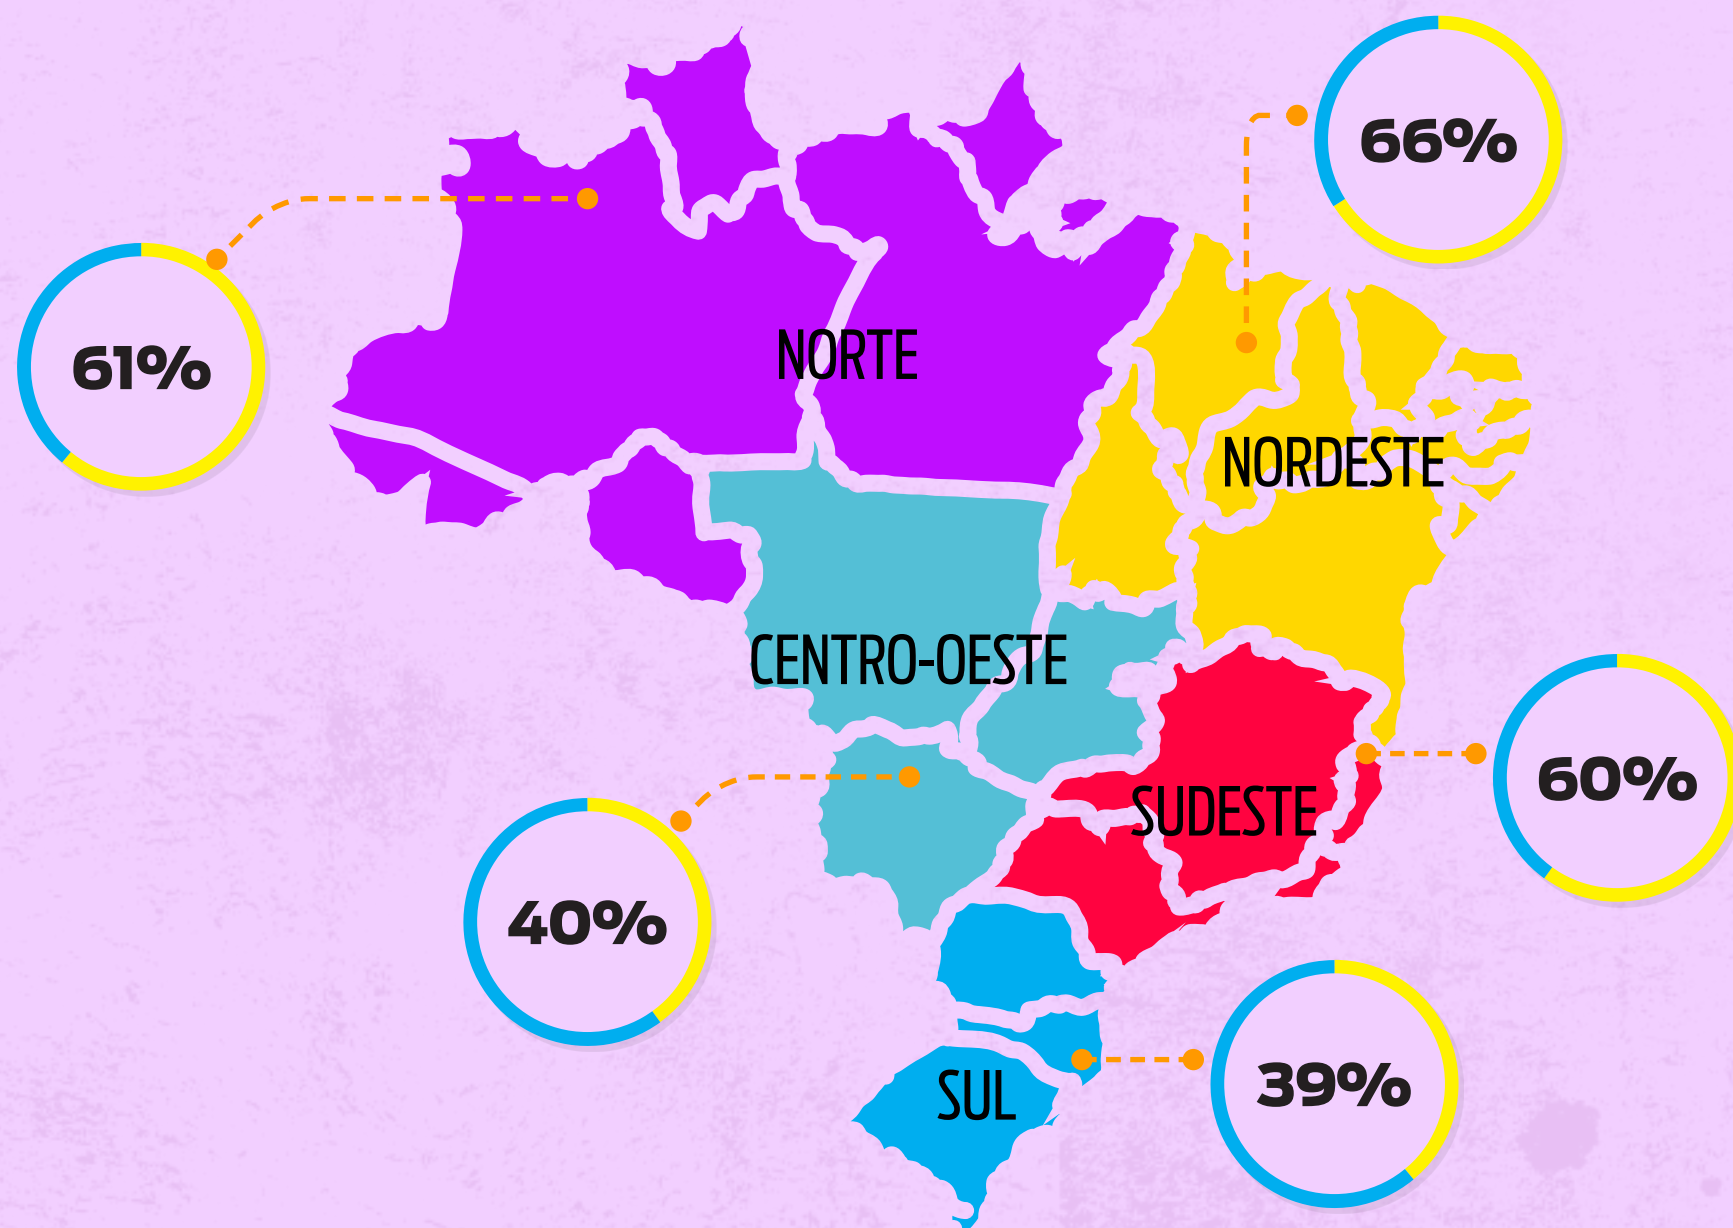 66%
61%
NORTE
NORDESTE
CENTRO-OESTE
60%
SUDESTE
40%
39%
SUL